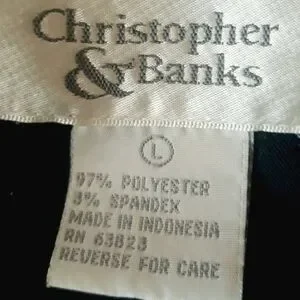 Christopher
& Banks
L
97% POLYESTER
3% SPANDEX
MADE IN INDONESIA
RN 63823
REVERSE FOR CARE